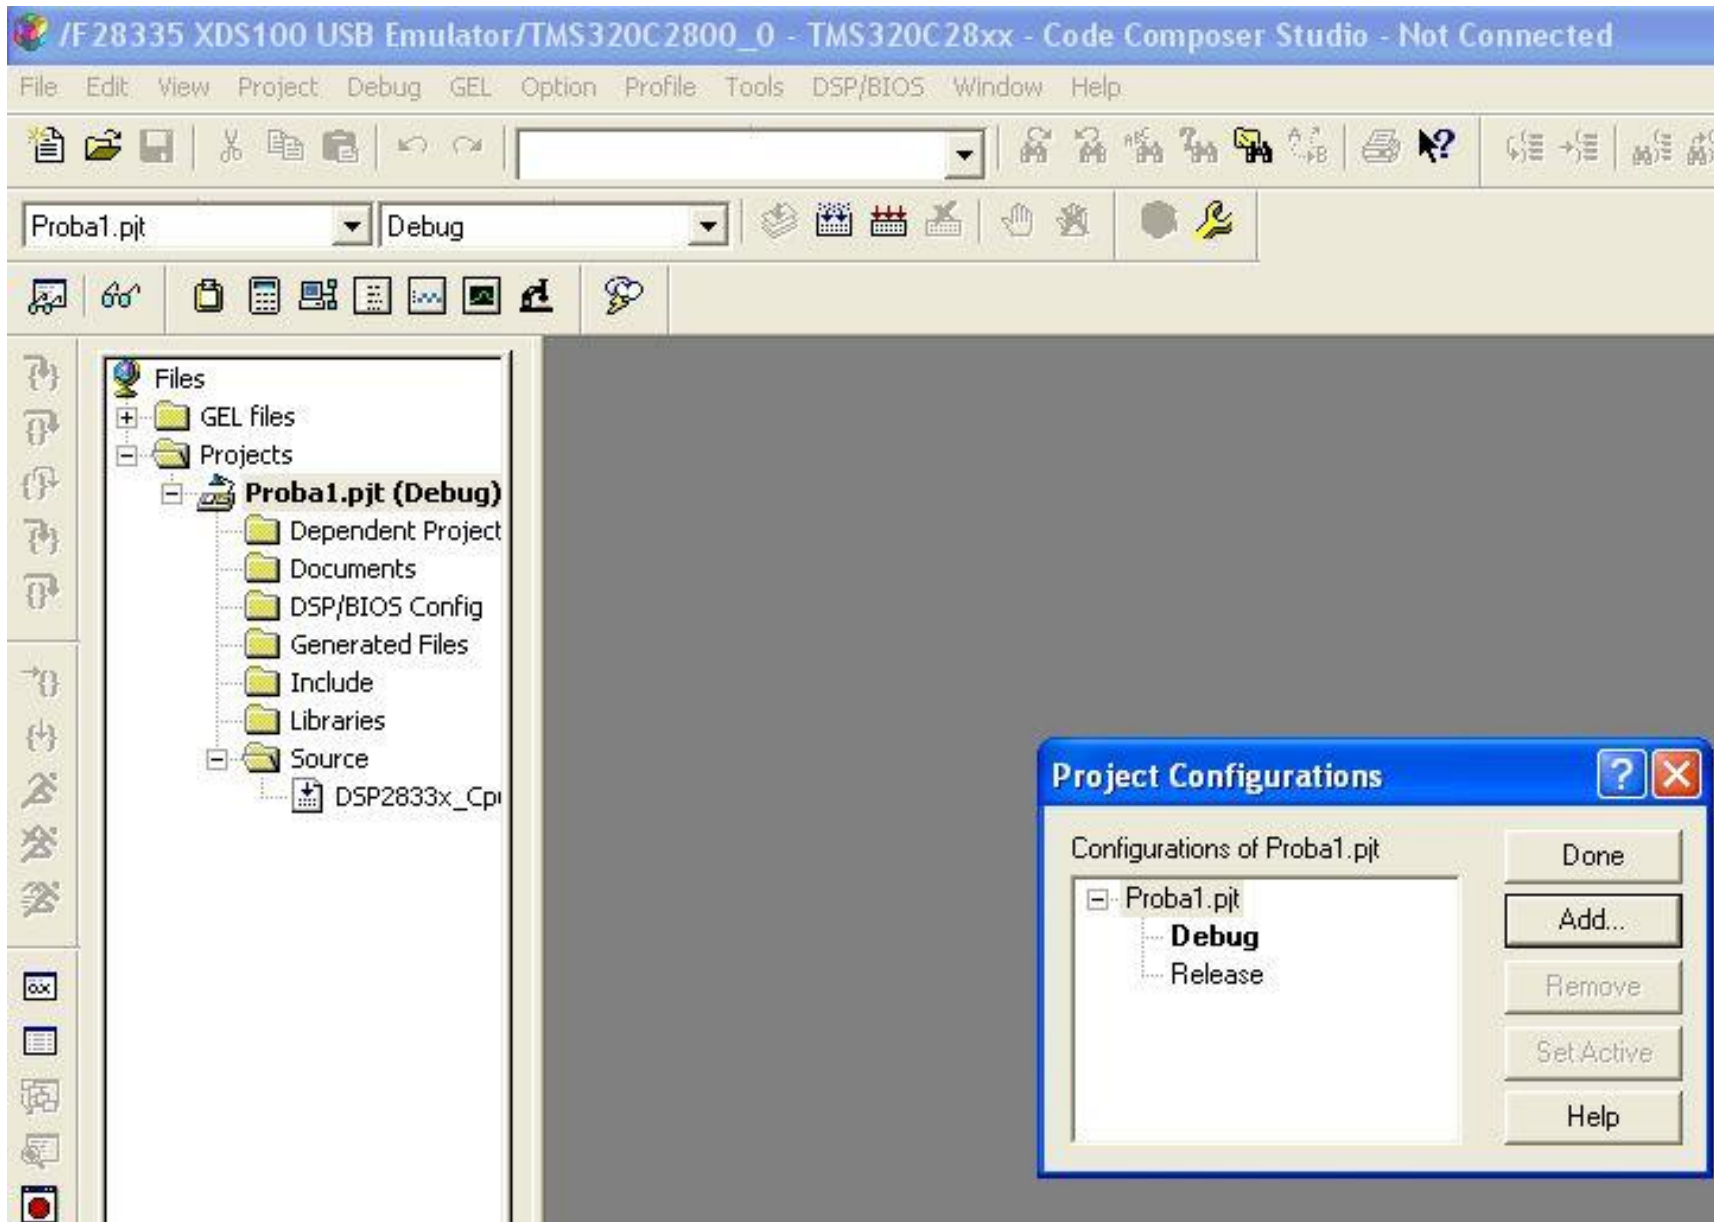 /F28335 XDS100 USB Emulator/TMS320C2800_0 - TMS320C28xx - Code Composer Studio - Not Connected
File Edit View Project Debug GEL Option Profile Tools DSP/BIOS Window Help
Proba1.pjt Debug
Files
GEL files
Projects
Proba1.pjt (Debug)
Dependent Project
Documents
DSP/BIOS Config
Generated Files
Include
Libraries
Source
DSP2833x_Cpu
Project Configurations
Configurations of Proba1.pjt
Proba1.pjt
Debug
Release
Done
Add...
Remove
Set Active
Help